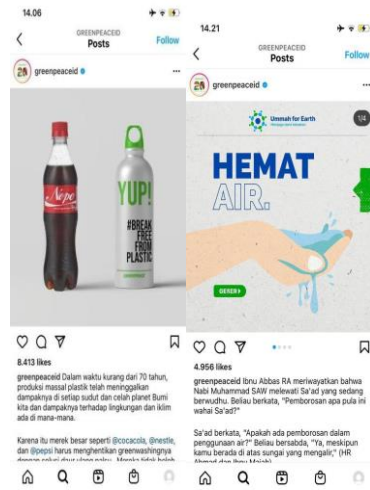 14.06
GREENPEACEID
Posts
Follow
greenpeaceid
Nepo
YUP!
#BREAK
FREE
FROM
PLASTIC
8.413 likes
greenpeaceid Dalam waktu kurang dari 70 tahun,
produksi massal plastik telah meninggalkan
dampaknya di setiap sudut dan celah planet Bumi
kita dan dampaknya terhadap lingkungan dan iklim
ada di mana-mana.
Karena itu merek besar seperti @cocacola, @nestle,
dan @pepsi harus menghentikan greenwashingnya
14.21
GREENPEACEID
Posts
Follow
greenpeaceid
Ummah for Earth
1/4
HEMAT
AIR.
GESER
4.956 likes
greenpeaceid Ibnu Abbas RA meriwayatkan bahwa
Nabi Muhammad SAW melewati Sa'ad yang sedang
berwudhu. Beliau berkata, "Pemborosan apa pula ini
wahai Sa'ad?"
Sa'ad berkata, "Apakah ada pemborosan dalam
penggunaan air?" Beliau bersabda, "Ya, meskipun
kamu berada di atas sungai yang mengalir," (HR
Ahmad dan Ibnu Majah)